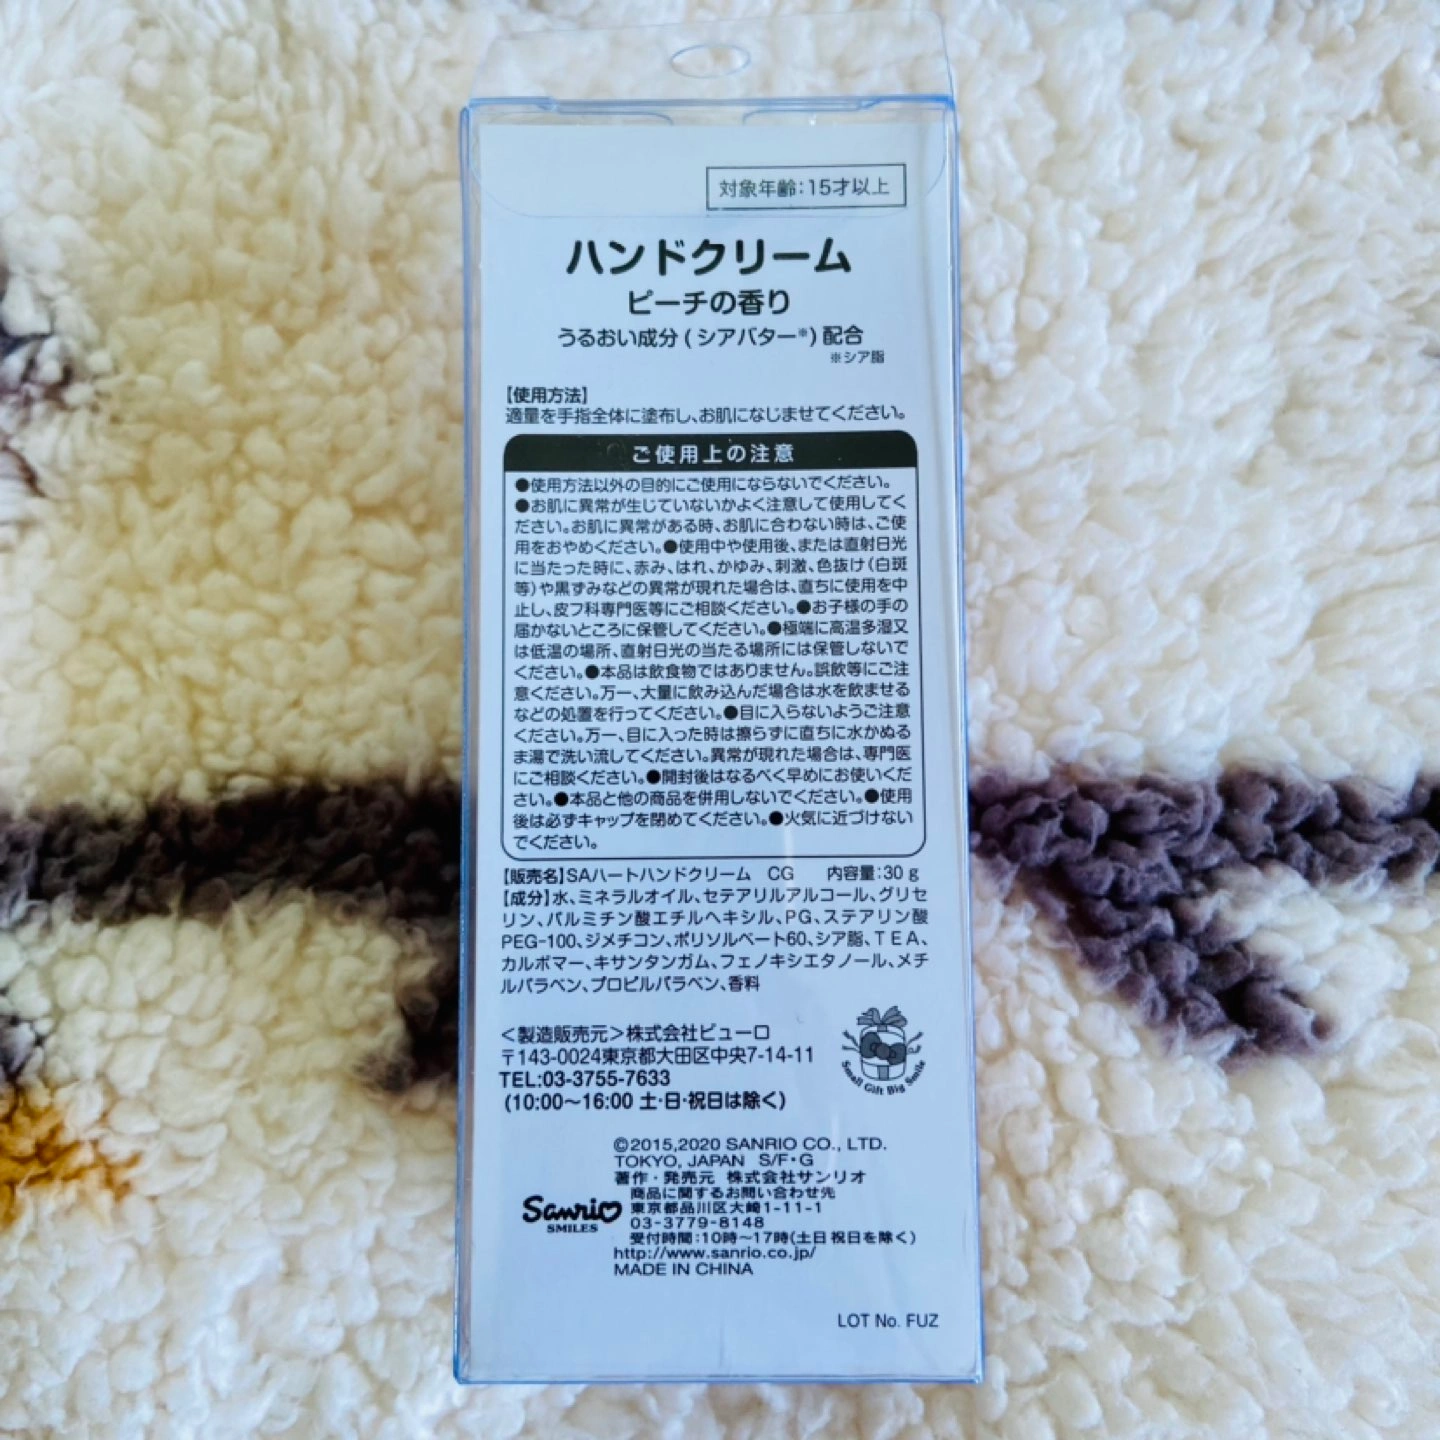 対象年齢:15才以上
ハンドクリーム
ピーチの香り
うるおい成分(シアバター※)配合
※シア脂
【使用方法】
適量を手指全体に塗布し、お肌になじませてください。
ご使用上の注意
●使用方法以外の目的にご使用にならないでください。
●お肌に異常が生じていないかよく注意して使用してく
ださい。お肌に異常がある時、お肌に合わない時は、ご使
用をおやめください。●使用中や使用後、または直射日光
に当たった時に、赤み、はれ、かゆみ、刺激、色抜け(白斑
等)や黒ずみなどの異常が現れた場合は、直ちに使用を中
止し、皮フ科専門医等にご相談ください。●お子様の手の
届かないところに保管してください。●極端に高温多湿又
は低温の場所、直射日光の当たる場所には保管しないで
ください。●本品は飲食物ではありません。誤飲等にご注
意ください。万一、大量に飲み込んだ場合は水を飲ませる
などの処置を行ってください。●目に入らないようご注意
ください。万一、目に入った時は擦らずに直ちに水かぬる
ま湯で洗い流してください。異常が現れた場合は、専門医
にご相談ください。●開封後はなるべく早めにお使いくだ
さい。●本品と他の商品を併用しないでください。●使用
後は必ずキャップを閉めてください。●火気に近づけない
でください。
【販売名】SAハートハンドクリーム CG 内容量:30g
【成分】水、ミネラルオイル、セテアリルアルコール、グリセ
リン、パルミチン酸エチルヘキシル、PG、ステアリン酸
PEG-100、ジメチコン、ポリソルベート60、シア脂、TEA、
カルボマー、キサンタンガム、フェノキシエタノール、メチ
ルパラベン、プロピルパラベン、香料
<製造販売元>株式会社ビューロ
〒143-0024東京都大田区中央7-14-11
TEL:03-3755-7633
(10:00～16:00 土・日・祝日は除く)
Small Gift Big Smile
©2015,2020 SANRIO CO., LTD.
TOKYO, JAPAN S/F・G
著作・発売元 株式会社サンリオ
商品に関するお問い合わせ先
Sanrio
SMILES
東京都品川区大崎1-11-1
03-3779-8148
受付時間:10時～17時(土日祝日を除く)
http://www.sanrio.co.jp/
MADE IN CHINA
LOT No. FUZ